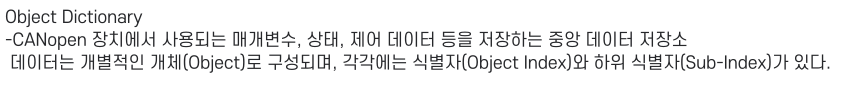 Object Dictionary
-CANopen 장치에서 사용되는 매개변수, 상태, 제어 데이터 등을 저장하는 중앙 데이터 저장소
데이터는 개별적인 개체(Object)로 구성되며, 각각에는 식별자(Object Index)와 하위 식별자(Sub-Index)가 있다.